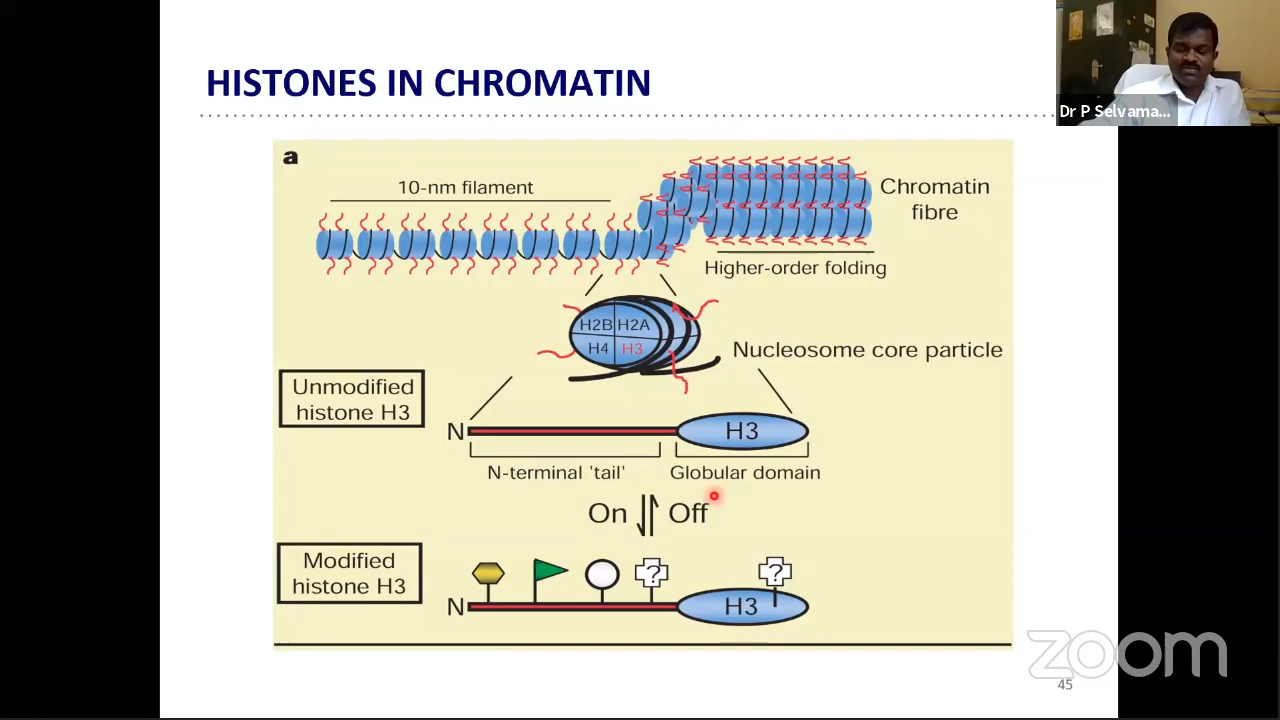 Dr P Selvama...
HISTONES IN CHROMATIN
a
10-nm filament
Chromatin
fibre
Higher-order folding
H2B H2A
H4 H3
Nucleosome core particle
Unmodified
histone H3
N
H3
N-terminal 'tail'
Globular domain
On Off
Modified
histone H3
? ?
N
H3
zoom
45